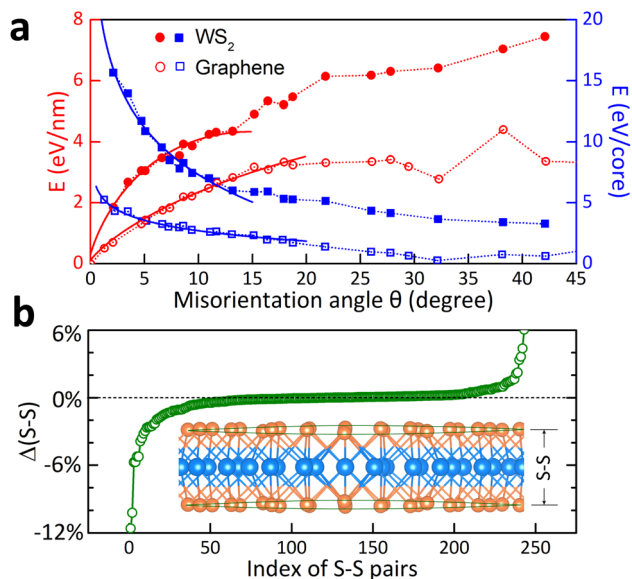 a
8
6
4
2
0
E (eV/nm)
WS₂
Graphene
20
15
10
5
0
E (eV/core)
0 5 10 15 20 25 30 35 40 45
Misorientation angle θ (degree)
b
6%
0%
-6%
-12%
Δ(S-S)
S-S
0 50 100 150 200 250
Index of S-S pairs